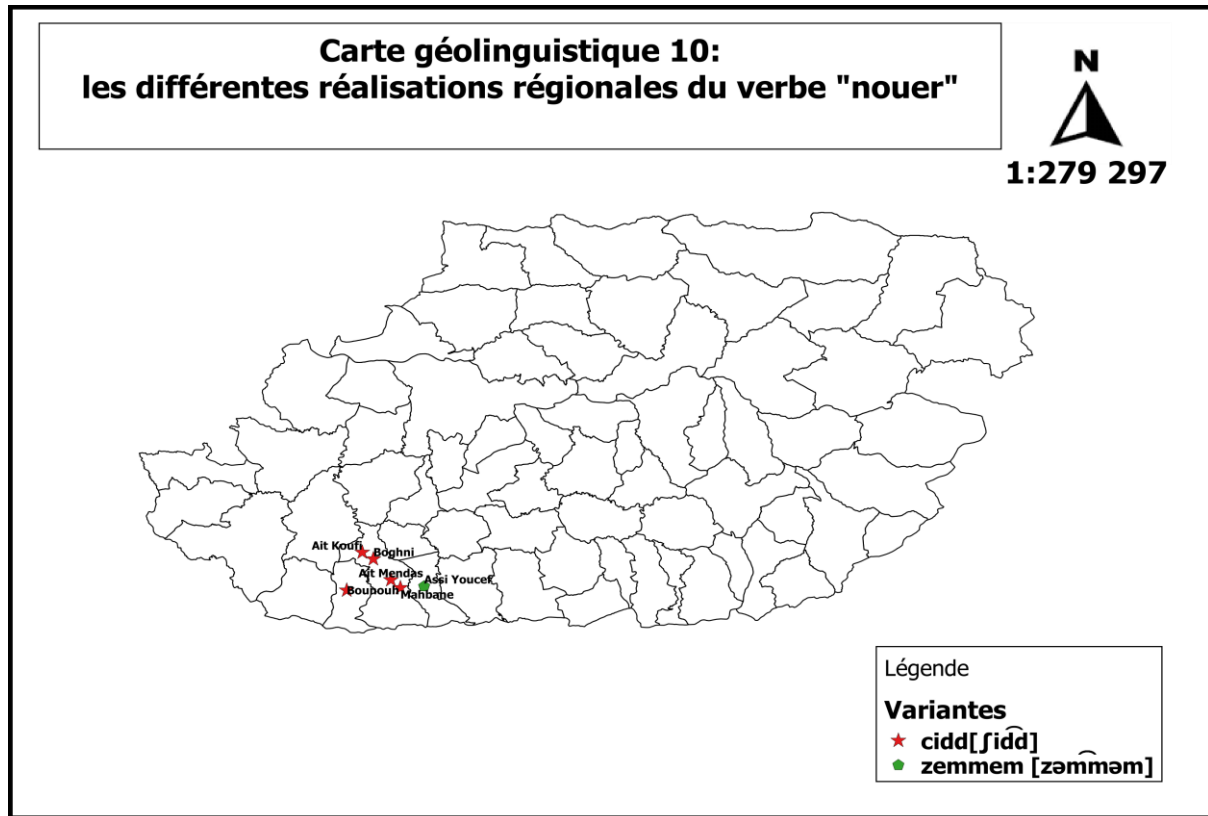 Carte géolinguistique 10:
les différentes réalisations régionales du verbe "nouer"
N
1:279 297
Ait Koufi
Boghni
Ait Mendas
Assi Youcef
Bounouh
Mahbane
Légende
Variantes
cidd[ʃid͡d]
zemmem [zəm͡məm]